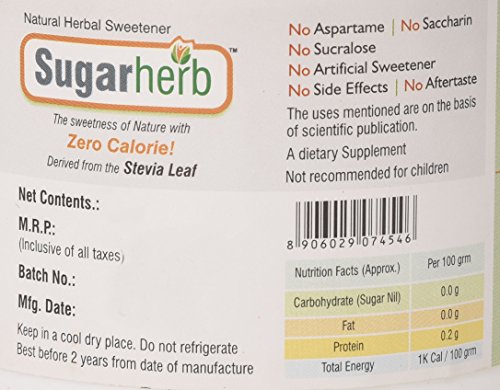 Natural Herbal Sweetener
Sugarherb™
The sweetness of Nature with
Zero Calorie!
Derived from the Stevia Leaf
Net Contents.:
M.R.P.:
(Inclusive of all taxes)
Batch No.:
Mfg. Date:
Keep in a cool dry place. Do not refrigerate
Best before 2 years from date of manufacture
No Aspartame | No Saccharin
No Sucralose
No Artificial Sweetener
No Side Effects | No Aftertaste
The uses mentioned are on the basis
of scientific publication.
A dietary Supplement
Not recommended for children
8 906029 074546
Nutrition Facts (Approx.) Per 100 grm
Carbohydrate (Sugar Nil) 0.0 g
Fat 0.0 g
Protein 0.2 g
Total Energy 1K Cal / 100 grm